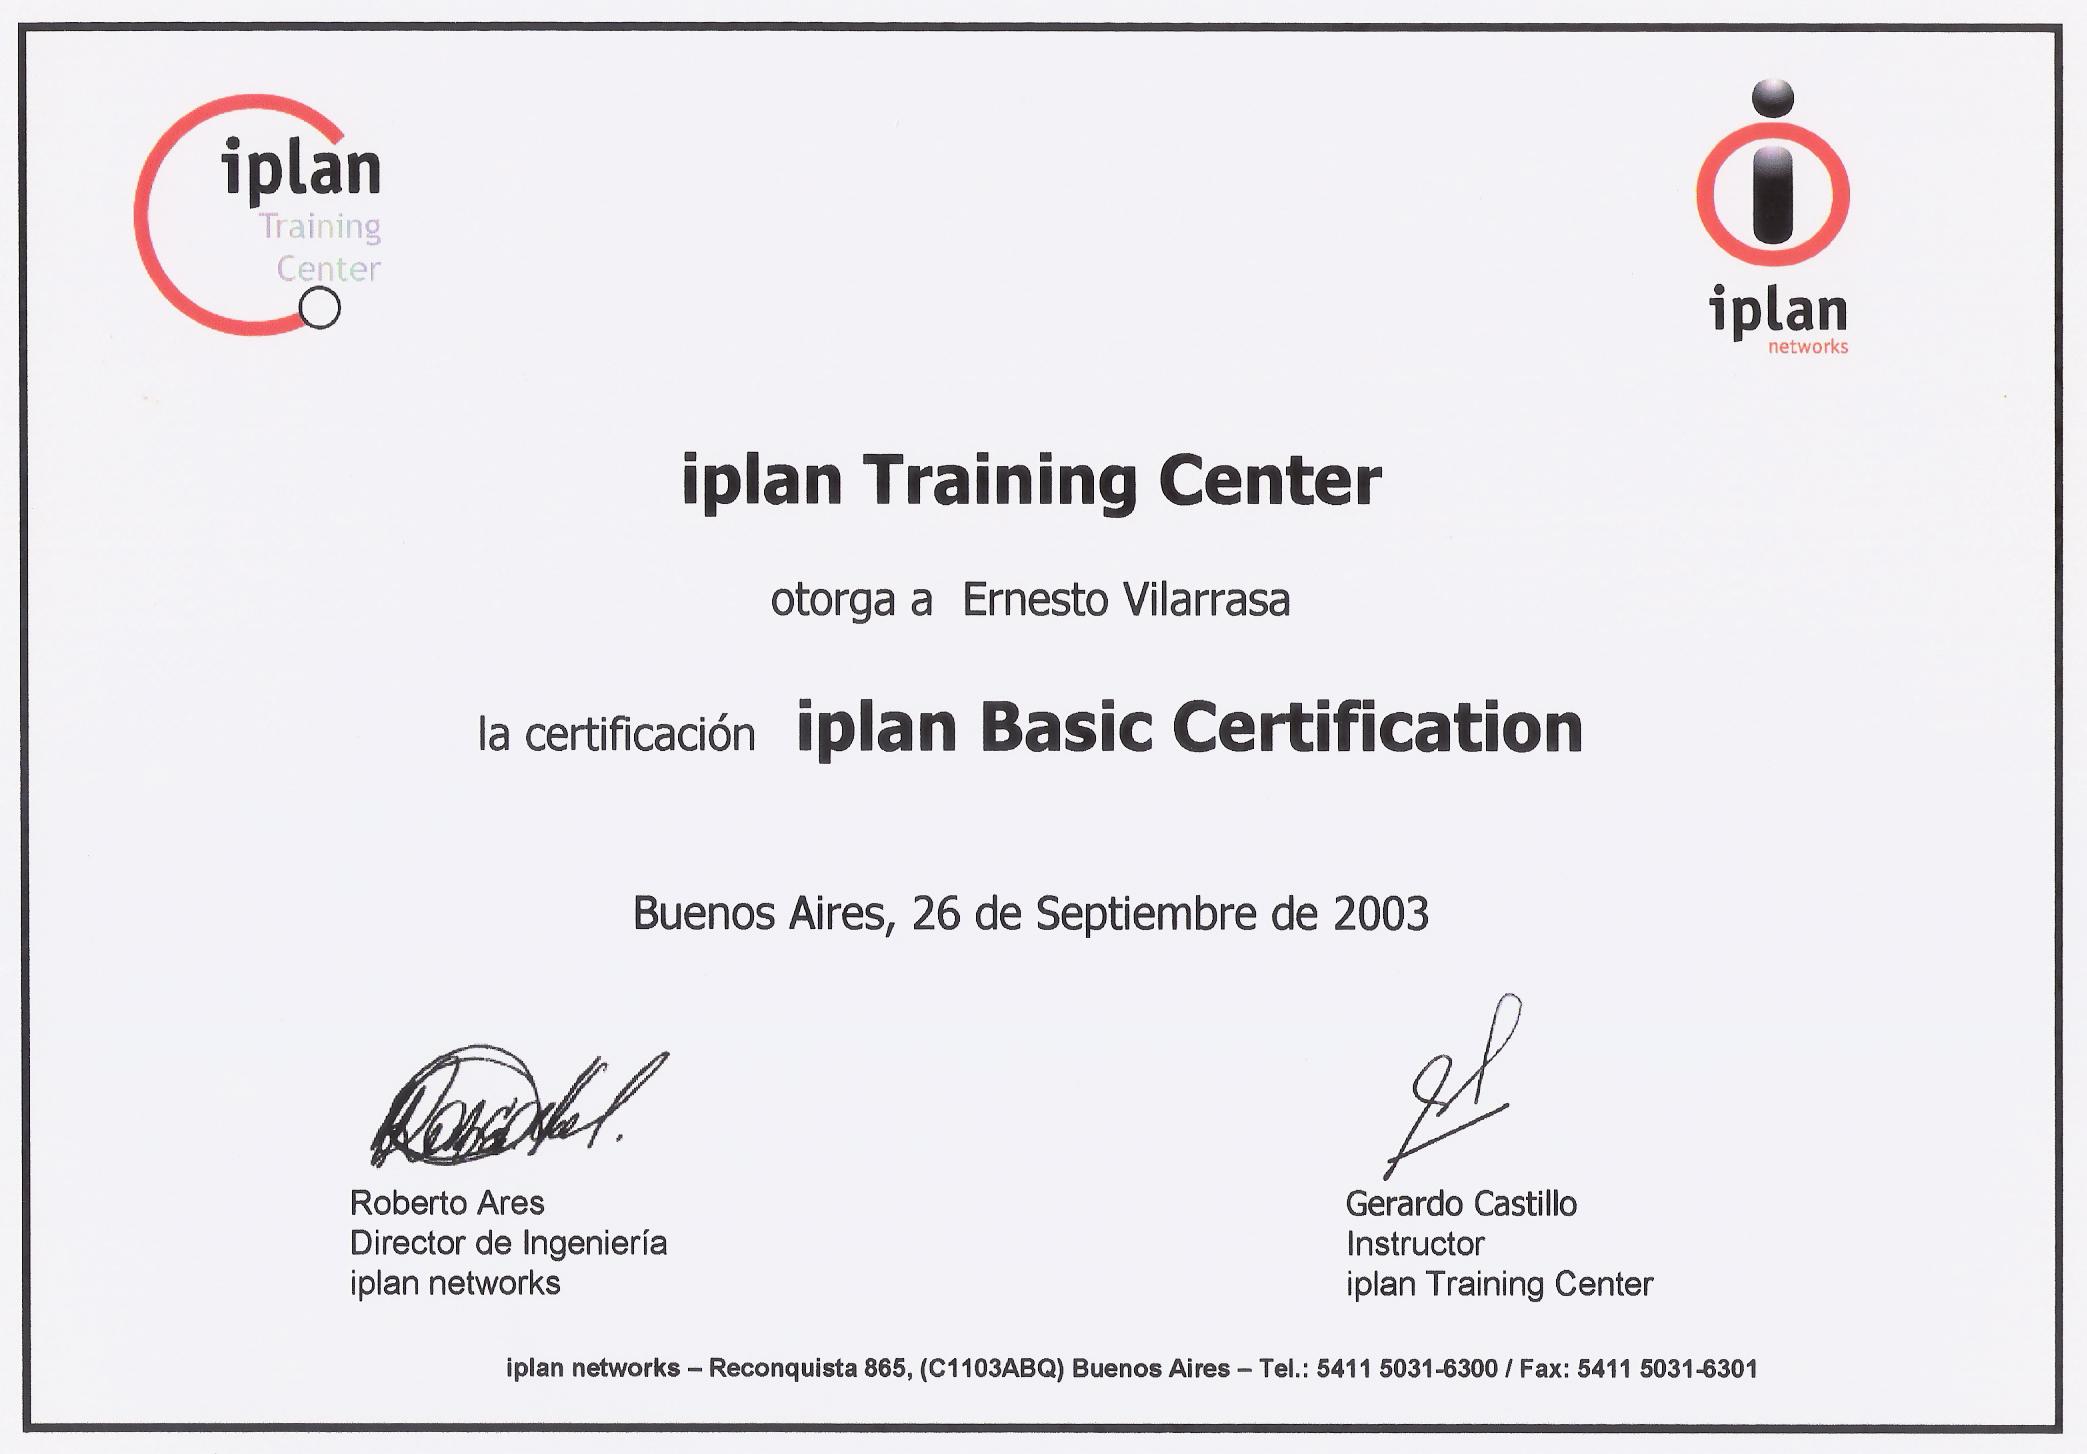 iplan
Training
Center
iplan
networks
iplan Training Center
otorga a Ernesto Vilarrasa
la certificación iplan Basic Certification
Buenos Aires, 26 de Septiembre de 2003
Roberto Ares
Director de Ingeniería
iplan networks
Gerardo Castillo
Instructor
iplan Training Center
iplan networks – Reconquista 865, (C1103ABQ) Buenos Aires – Tel.: 5411 5031-6300 / Fax: 5411 5031-6301